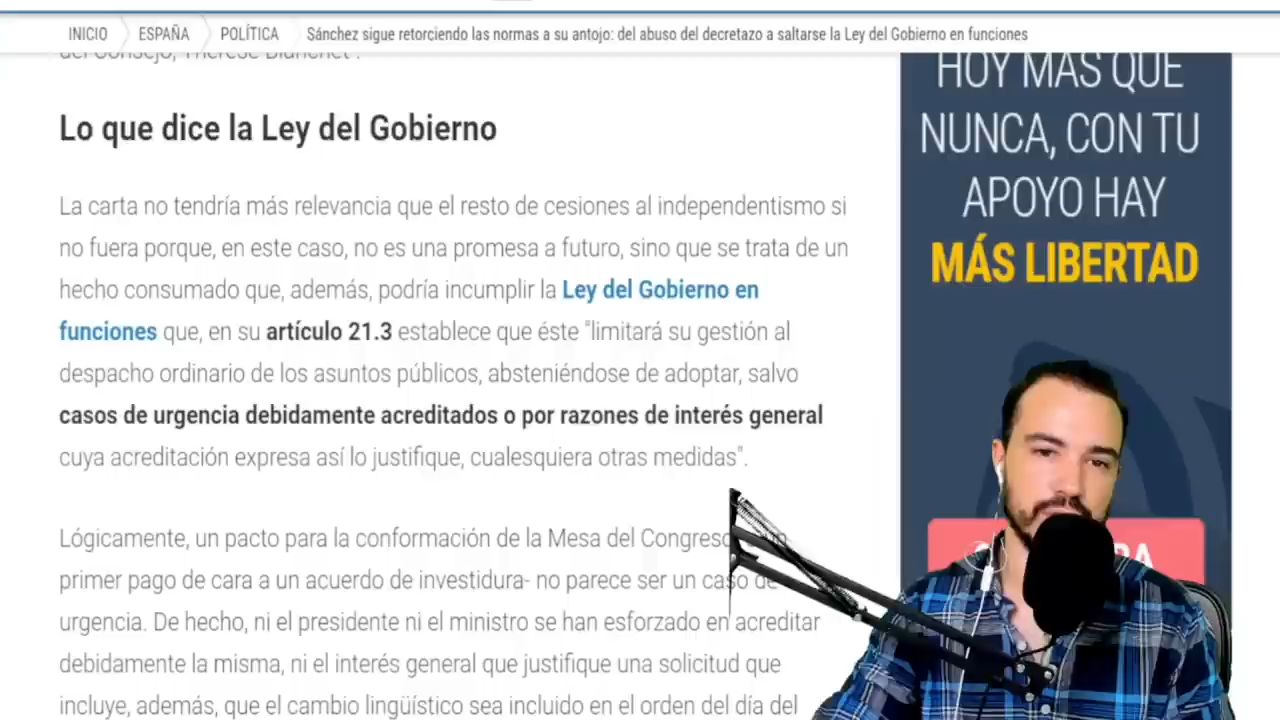 INICIO ESPAÑA POLÍTICA Sánchez sigue retorciendo las normas a su antojo: del abuso del decretazo a saltarse la Ley del Gobierno en funciones
del Consejo, Thérèse Blanchet".
Lo que dice la Ley del Gobierno
La carta no tendría más relevancia que el resto de cesiones al independentismo si
no fuera porque, en este caso, no es una promesa a futuro, sino que se trata de un
hecho consumado que, además, podría incumplir la Ley del Gobierno en
funciones que, en su artículo 21.3 establece que éste "limitará su gestión al
despacho ordinario de los asuntos públicos, absteniéndose de adoptar, salvo
casos de urgencia debidamente acreditados o por razones de interés general
cuya acreditación expresa así lo justifique, cualesquiera otras medidas".
Lógicamente, un pacto para la conformación de la Mesa del Congreso
primer pago de cara a un acuerdo de investidura- no parece ser un caso de
urgencia. De hecho, ni el presidente ni el ministro se han esforzado en acreditar
debidamente la misma, ni el interés general que justifique una solicitud que
incluye, además, que el cambio lingüístico sea incluido en el orden del día del
HOY MÁS QUE
NUNCA, CON TU
APOYO HAY
MÁS LIBERTAD